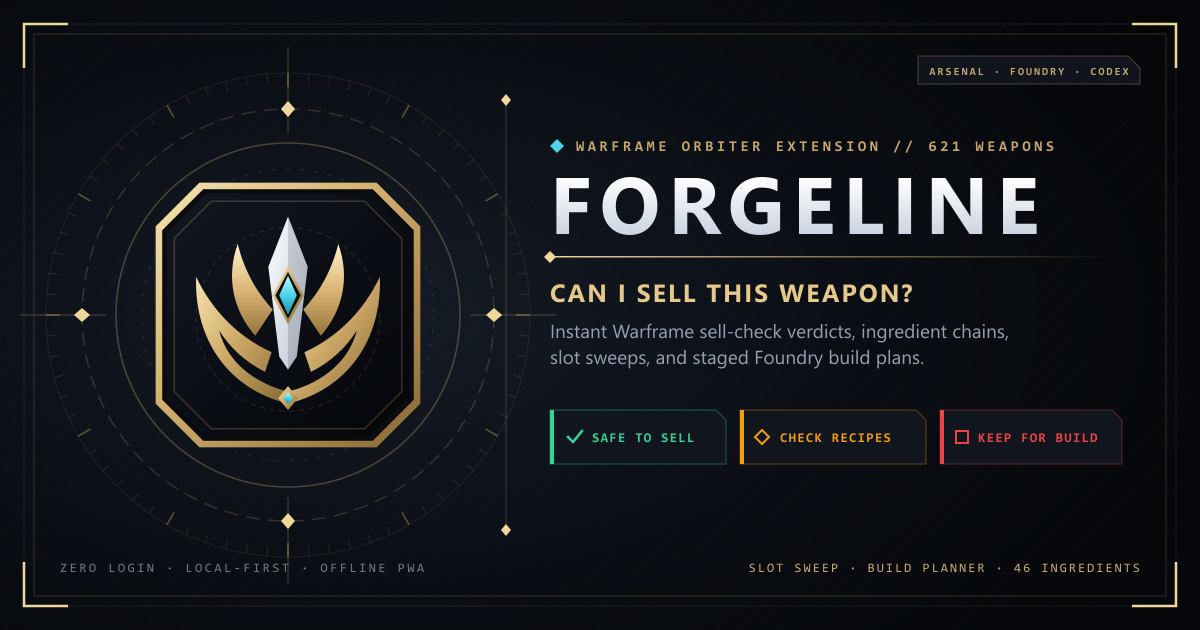 ARSENAL · FOUNDRY · CODEX
WARFRAME ORBITER EXTENSION // 621 WEAPONS
FORGELINE
CAN I SELL THIS WEAPON?
Instant Warframe sell-check verdicts, ingredient chains,
slot sweeps, and staged Foundry build plans.
SAFE TO SELL
CHECK RECIPES
KEEP FOR BUILD
ZERO LOGIN · LOCAL-FIRST · OFFLINE PWA
SLOT SWEEP · BUILD PLANNER · 46 INGREDIENTS